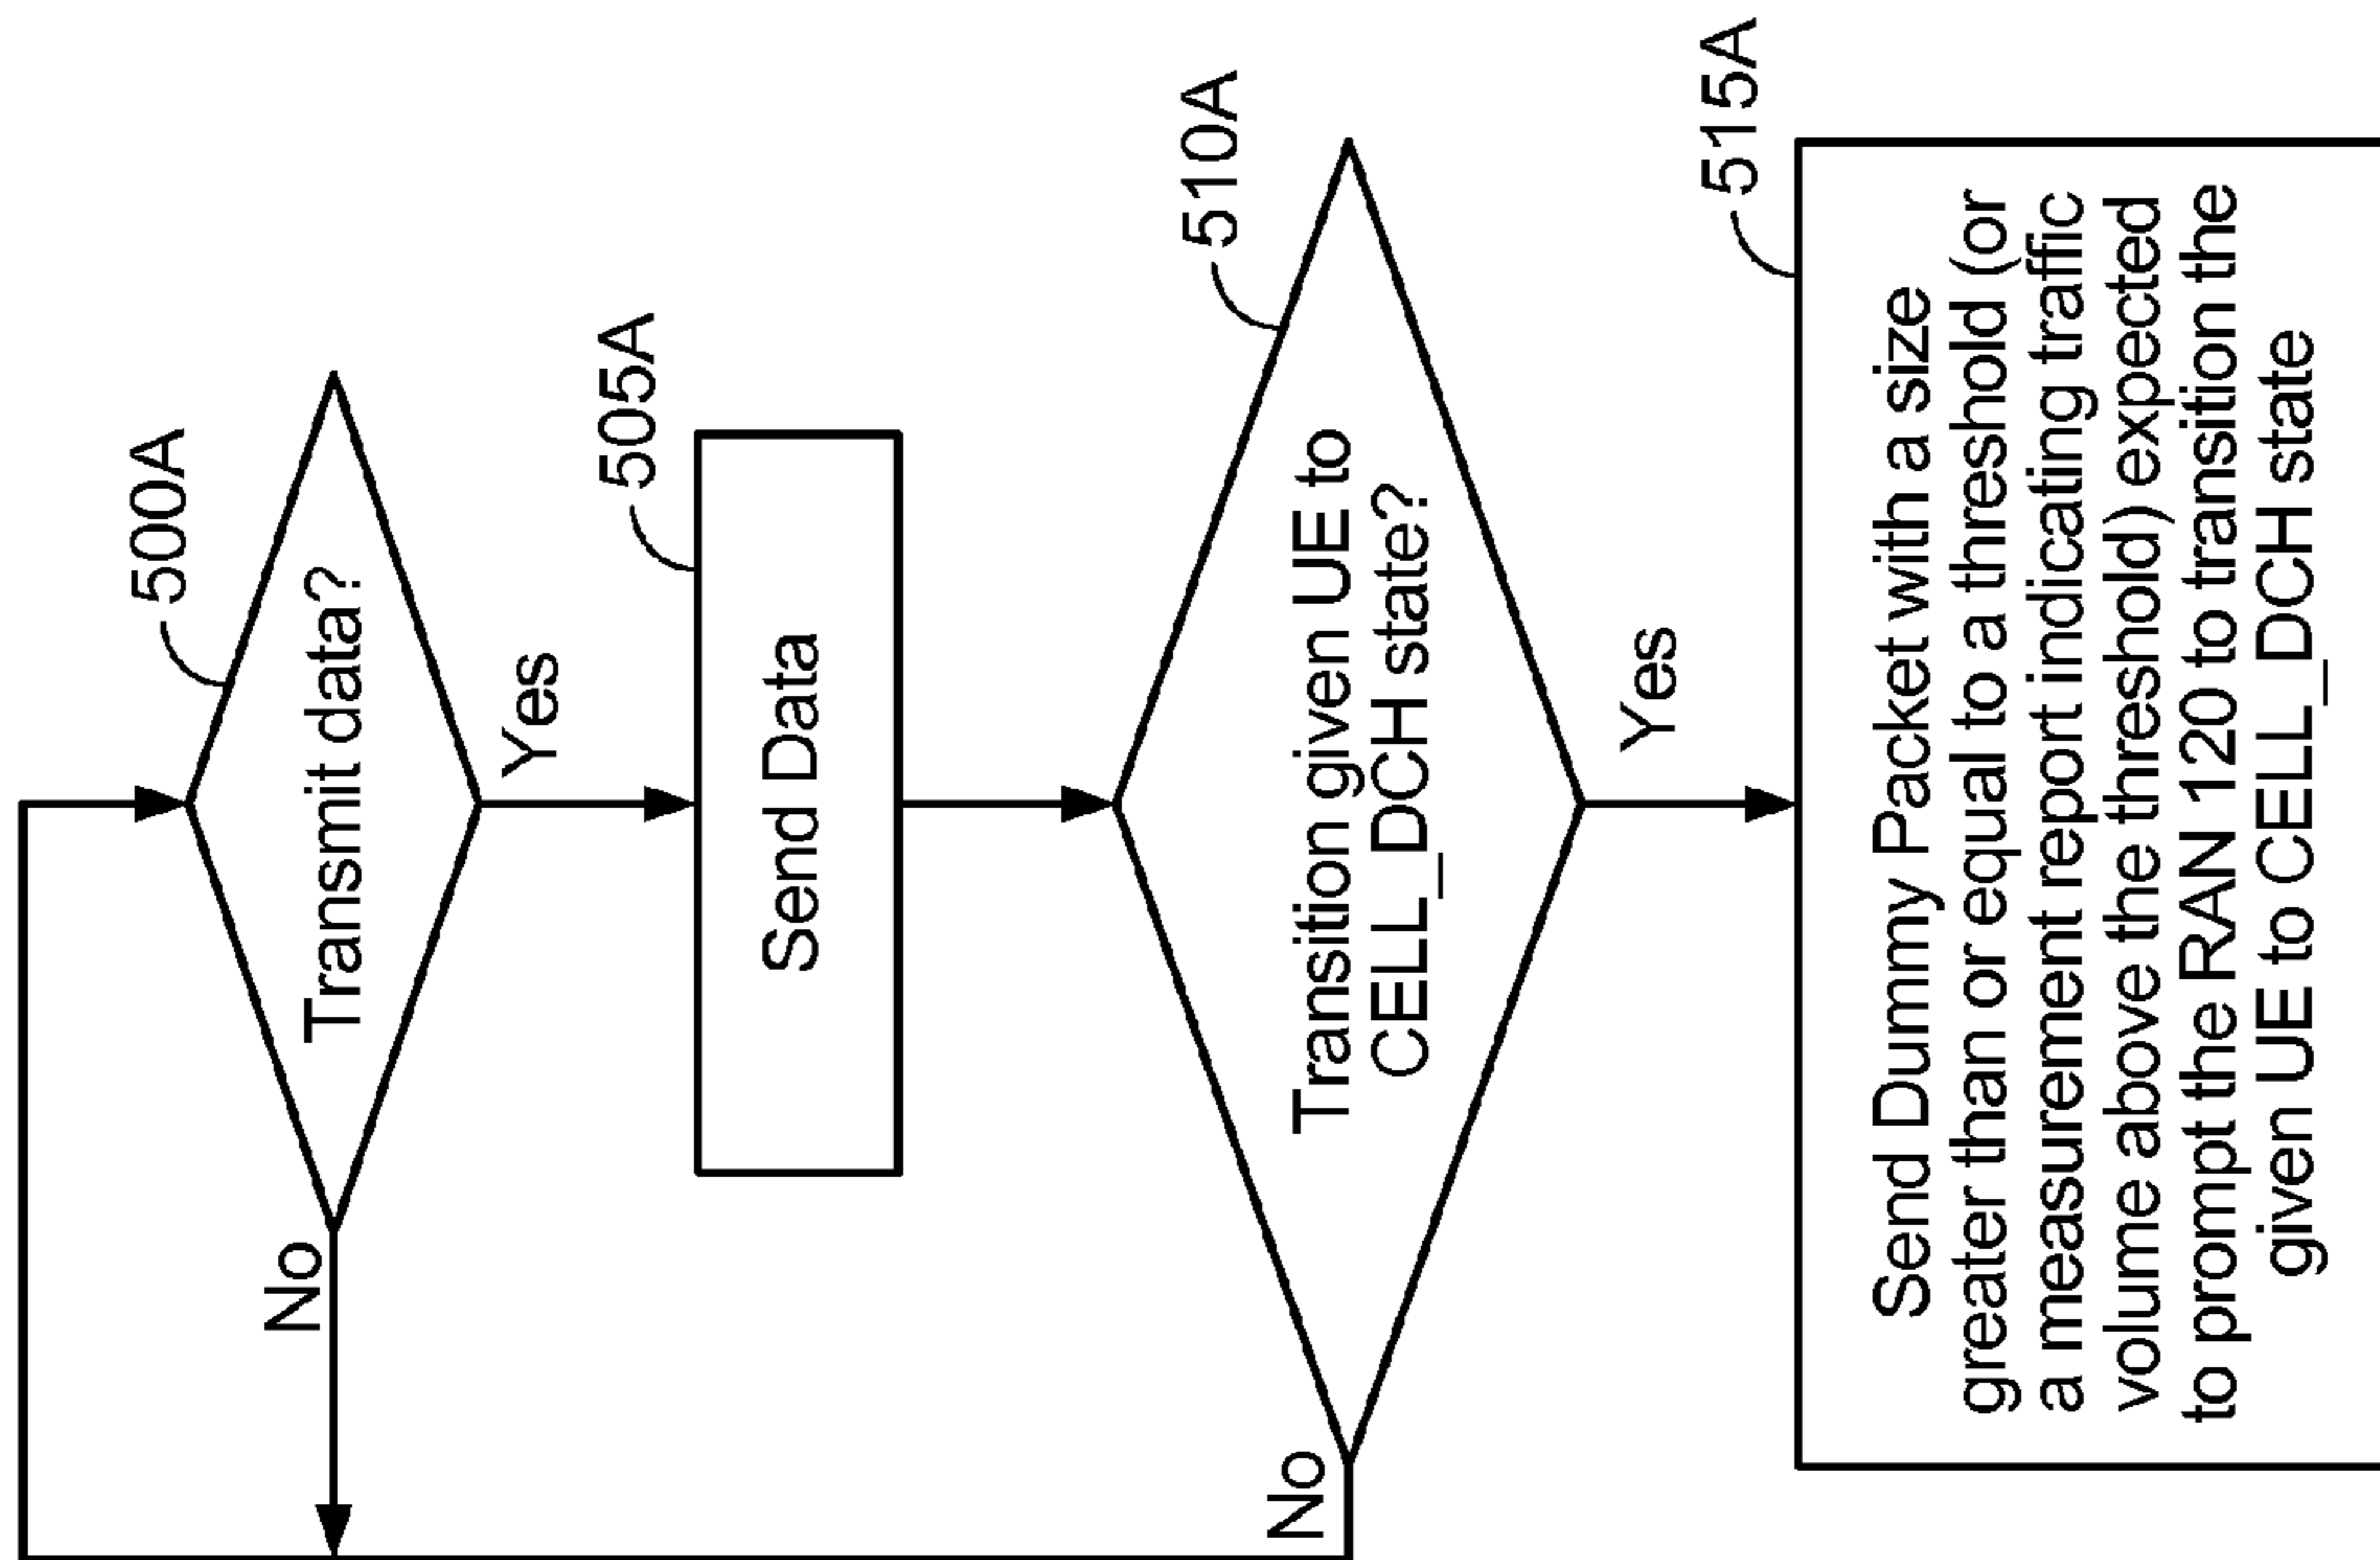 500A
Transmit data?
No
Yes
505A
Send Data
510A
Transition given UE to
CELL_DCH state?
No
Yes
515A
Send Dummy Packet with a size
greater than or equal to a threshold (or
a measurement report indicating traffic
volume above the threshold) expected
to prompt the RAN 120 to transition the
given UE to CELL_DCH state